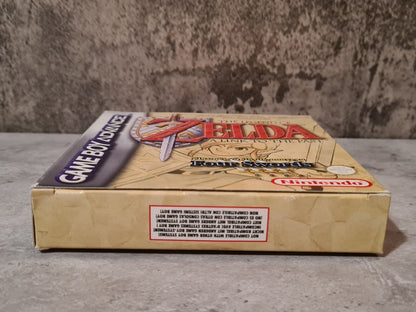 GAME BOY ADVANCE
THE LEGEND OF
ZELDA
A LINK TO THE PAST
Four Swords
Nintendo
NOT COMPATIBLE WITH OTHER GAME BOY SYSTEMS!
NICHT KOMPATIBEL MIT ANDEREN GAME BOY-SYSTEMEN!
INCOMPATIBLE AVEC D'AUTRES SYSTEMES GAME BOY!
NIET COMPATIBEL MET ANDERE GAME BOY SYSTEMEN!
¡NO ES COMPATIBLE CON OTRAS CONSOLAS GAME BOY!
NON COMPATIBILE CON ALTRI SISTEMI GAME BOY!